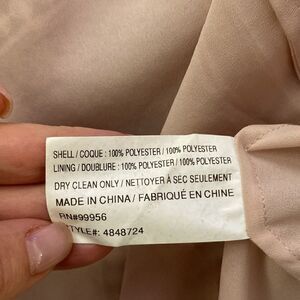 SHELL / COQUE : 100% POLYESTER / 100% POLYESTER
LINING / DOUBLURE : 100% POLYESTER / 100% POLYESTER
DRY CLEAN ONLY / NETTOYER À SEC SEULEMENT
MADE IN CHINA / FABRIQUÉ EN CHINE
RN#99956
STYLE#: 4848724